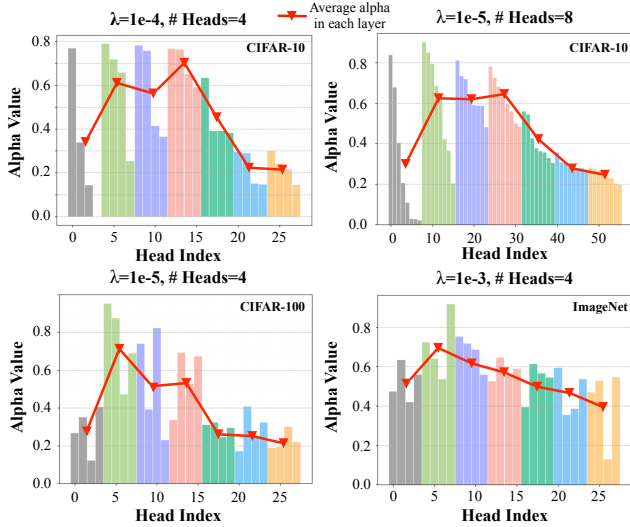 λ=1e-4, # Heads=4
Average alpha
in each layer
λ=1e-5, # Heads=8
CIFAR-10
Alpha Value
0.8
0.6
0.4
0.2
0.0
0 5 10 15 20 25
Head Index
CIFAR-10
Alpha Value
0.8
0.6
0.4
0.2
0.0
0 10 20 30 40 50
Head Index
λ=1e-5, # Heads=4
CIFAR-100
Alpha Value
0.8
0.6
0.4
0.2
0.0
0 5 10 15 20 25
Head Index
λ=1e-3, # Heads=4
ImageNet
Alpha Value
0.8
0.6
0.4
0.2
0.0
0 5 10 15 20 25
Head Index